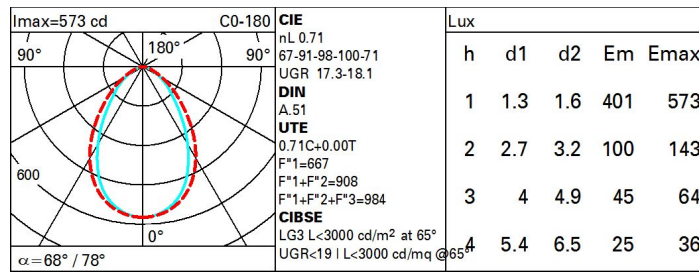 Imax=573 cd C0-180
90° 180° 90°
600
0°
α=68° / 78°
CIE
nL 0.71
67-91-98-100-71
UGR 17.3-18.1
DIN
A.51
UTE
0.71C+0.00T
F"1=667
F"1+F"2=908
F"1+F"2+F"3=984
CIBSE
LG3 L<3000 cd/m² at 65°
UGR<19 | L<3000 cd/mq @65°
Lux
h d1 d2 Em Emax
1 1.3 1.6 401 573
2 2.7 3.2 100 143
3 4 4.9 45 64
4 5.4 6.5 25 36